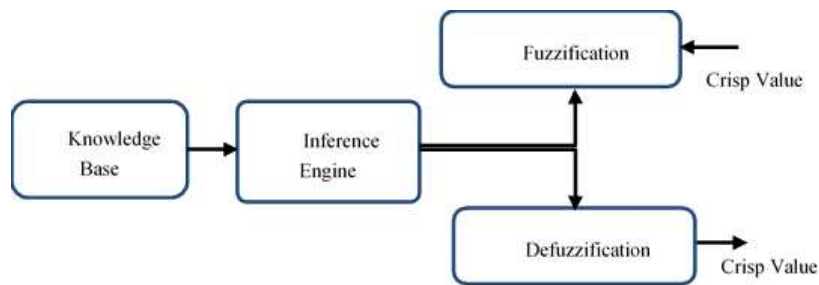 Fuzzification
Crisp Value
Knowledge
Base
Inference
Engine
Defuzzification
Crisp Value